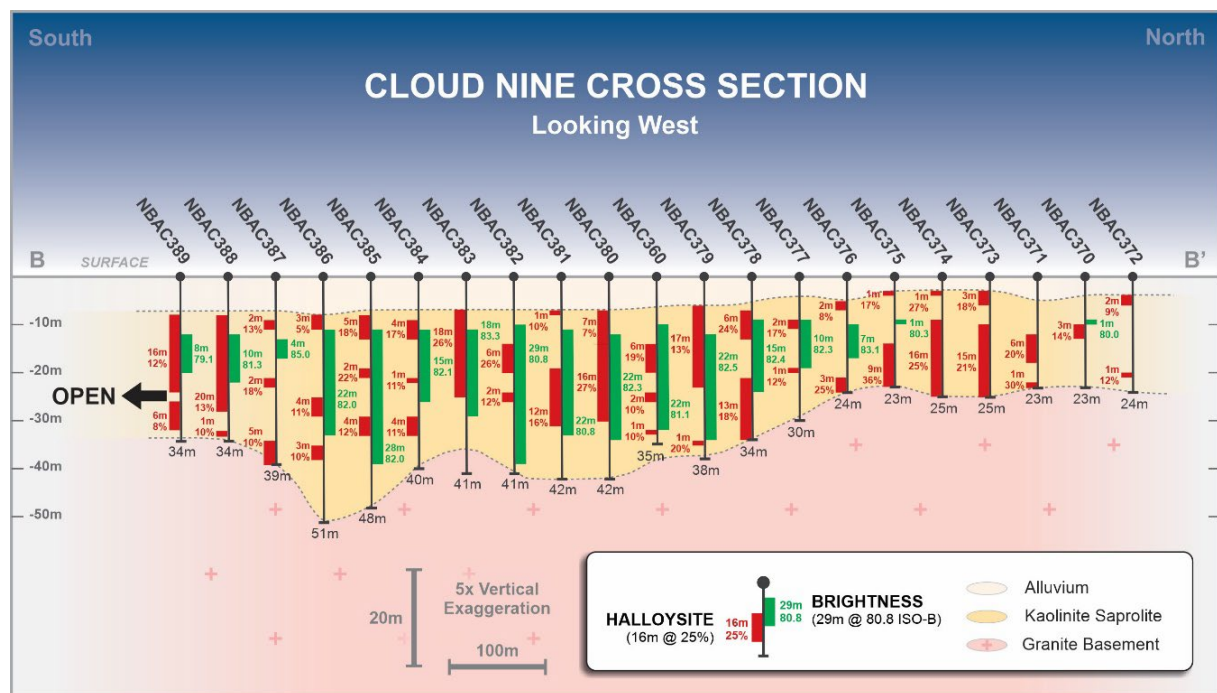 South
North
CLOUD NINE CROSS SECTION
Looking West
NBAC389
NBAC388
NBAC387
NBAC386
NBAC385
NBAC384
NBAC383
NBAC382
NBAC381
NBAC380
NBAC360
NBAC379
NBAC378
NBAC377
NBAC376
NBAC375
NBAC374
NBAC373
NBAC371
NBAC370
NBAC372
B
SURFACE
B'
-10m
-20m
-30m
-40m
-50m
OPEN
16m
12%
8m
79.1
6m
8%
34m
20m
13%
10m
81.3
1m
10%
34m
2m
13%
4m
85.0
2m
18%
5m
10%
39m
3m
5%
22m
82.0
4m
11%
3m
10%
51m
5m
18%
2m
22%
4m
12%
28m
82.0
48m
4m
17%
15m
82.1
1m
11%
4m
11%
40m
18m
26%
18m
83.3
41m
6m
26%
29m
80.8
2m
12%
41m
1m
10%
12m
16%
22m
80.8
42m
7m
7%
16m
27%
22m
82.3
42m
6m
19%
2m
10%
22m
81.1
1m
10%
35m
17m
13%
22m
82.5
1m
20%
38m
6m
24%
15m
82.4
13m
18%
34m
2m
17%
10m
82.3
1m
12%
30m
2m
8%
7m
83.1
3m
25%
24m
1m
17%
1m
80.3
9m
36%
23m
1m
27%
16m
25%
25m
3m
18%
15m
21%
25m
6m
20%
1m
30%
23m
3m
14%
1m
80.0
23m
2m
9%
1m
12%
24m
20m
5x Vertical
Exaggeration
100m
HALLOYSITE
(16m @ 25%)
16m
25%
29m
80.8
BRIGHTNESS
(29m @ 80.8 ISO-B)
Alluvium
Kaolinite Saprolite
Granite Basement